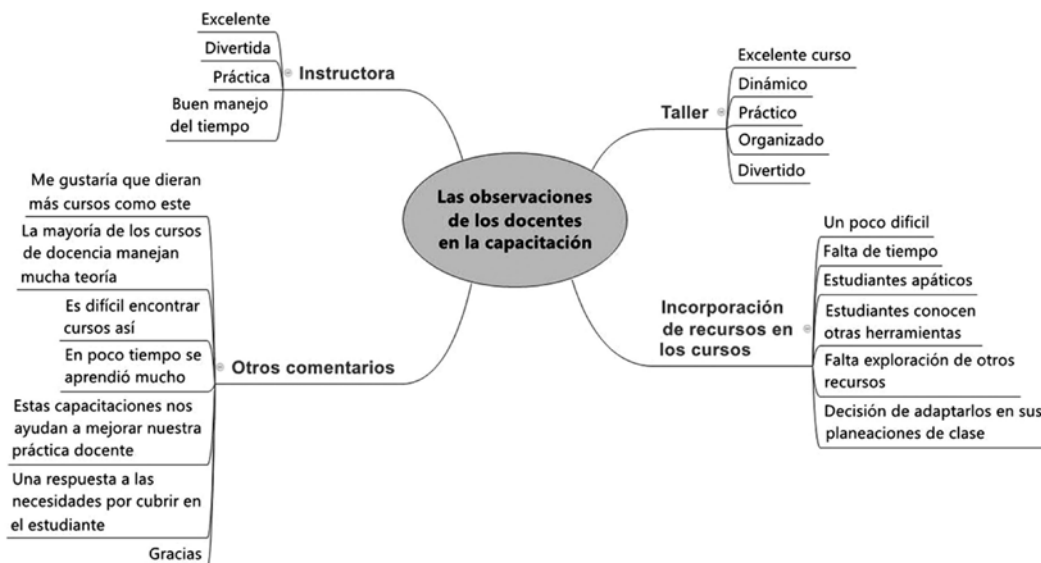 Las observaciones
de los docentes
en la capacitación
Instructora
Excelente
Divertida
Práctica
Buen manejo
del tiempo
Taller
Excelente curso
Dinámico
Práctico
Organizado
Divertido
Incorporación
de recursos en
los cursos
Un poco dificil
Falta de tiempo
Estudiantes apáticos
Estudiantes conocen
otras herramientas
Falta exploración de otros
recursos
Decisión de adaptarlos en sus
planeaciones de clase
Otros comentarios
Me gustaría que dieran
más cursos como este
La mayoría de los cursos
de docencia manejan
mucha teoría
Es difícil encontrar
cursos así
En poco tiempo se
aprendió mucho
Estas capacitaciones nos
ayudan a mejorar nuestra
práctica docente
Una respuesta a las
necesidades por cubrir en
el estudiante
Gracias